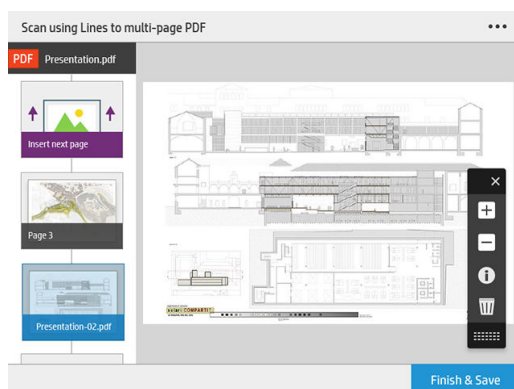 Scan using Lines to multi-page PDF
PDF Presentation.pdf
Insert next page
Page 3
Presentation-02.pdf
Finish & Save